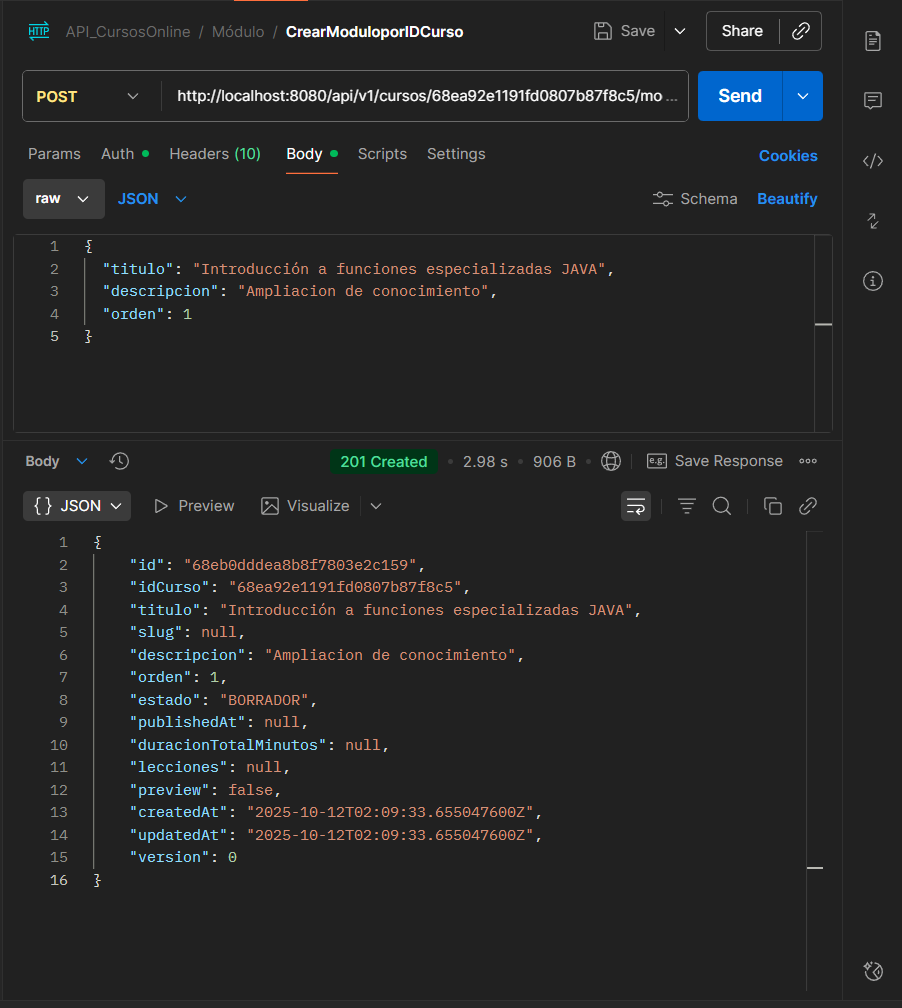 HTTP API_CursosOnline / Módulo / CrearModuloporIDCurso Save Share
POST http://localhost:8080/api/v1/cursos/68ea92e1191fd0807b87f8c5/mo... Send
Params Auth Headers (10) Body Scripts Settings Cookies
raw JSON Schema Beautify
1 {
2 "titulo": "Introducción a funciones especializadas JAVA",
3 "descripcion": "Ampliacion de conocimiento",
4 "orden": 1
5 }
Body 201 Created • 2.98 s • 906 B • e.g. Save Response
{} JSON Preview Visualize
1 {
2 "id": "68eb0dddea8b8f7803e2c159",
3 "idCurso": "68ea92e1191fd0807b87f8c5",
4 "titulo": "Introducción a funciones especializadas JAVA",
5 "slug": null,
6 "descripcion": "Ampliacion de conocimiento",
7 "orden": 1,
8 "estado": "BORRADOR",
9 "publishedAt": null,
10 "duracionTotalMinutos": null,
11 "lecciones": null,
12 "preview": false,
13 "createdAt": "2025-10-12T02:09:33.655047600Z",
14 "updatedAt": "2025-10-12T02:09:33.655047600Z",
15 "version": 0
16 }